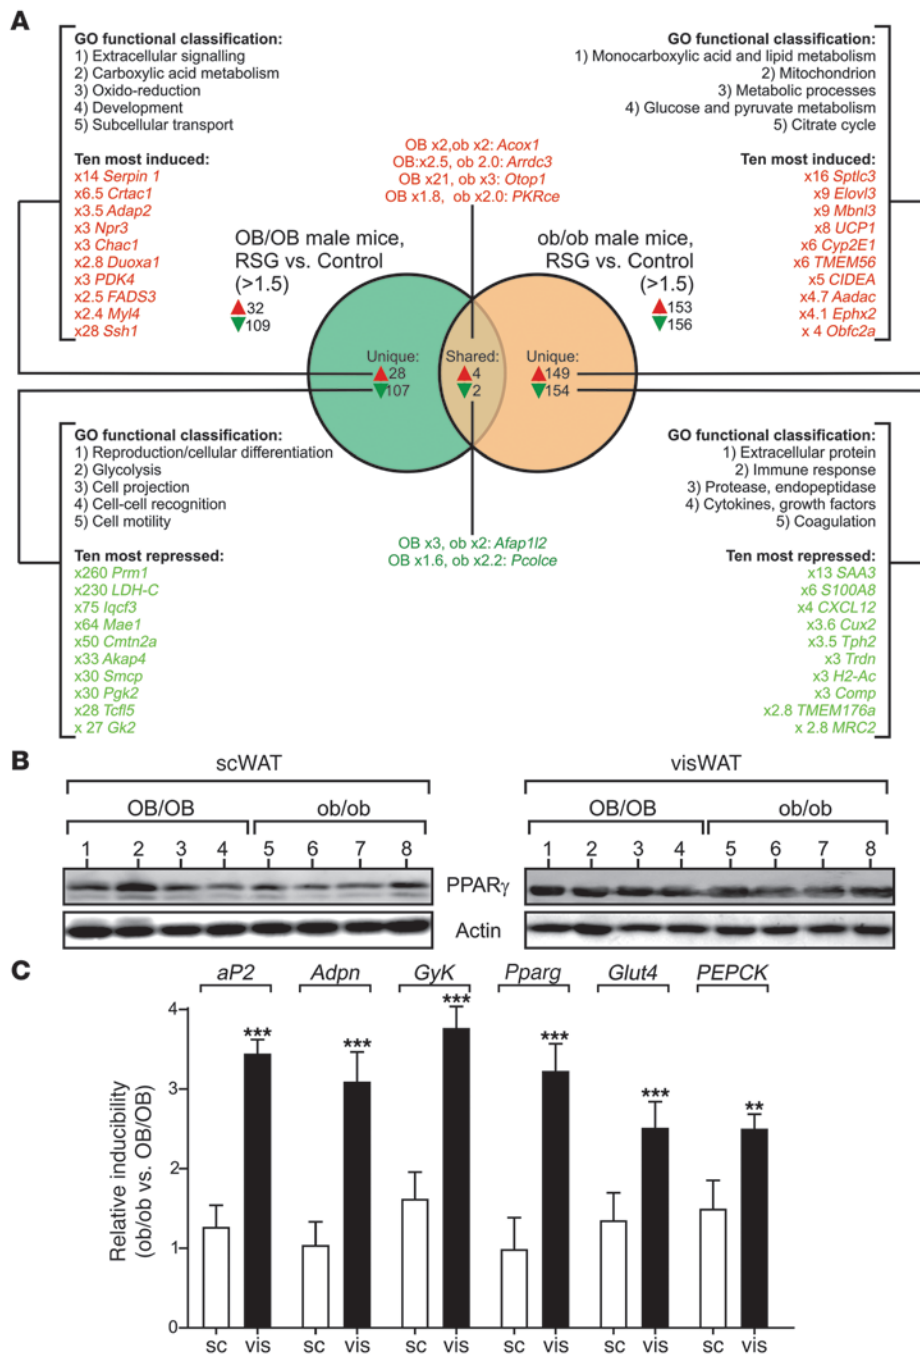 A
GO functional classification:
1) Extracellular signalling
2) Carboxylic acid metabolism
3) Oxido-reduction
4) Development
5) Subcellular transport
Ten most induced:
x14 Serpin 1
x6.5 Crtac1
x3.5 Adap2
x3 Npr3
x3 Chac1
x2.8 Duoxa1
x3 PDK4
x2.5 FADS3
x2.4 Myl4
x28 Ssh1
GO functional classification:
1) Monocarboxylic acid and lipid metabolism
2) Mitochondrion
3) Metabolic processes
4) Glucose and pyruvate metabolism
5) Citrate cycle
Ten most induced:
x16 Sptlc3
x9 Elovl3
x9 Mbnl3
x8 UCP1
x6 Cyp2E1
x6 TMEM56
x5 CIDEA
x4.7 Aadac
x4.1 Ephx2
x 4 Obfc2a
OB x2,ob x2: Acox1
OB:x2.5, ob 2.0: Arrdc3
OB x21, ob x3: Otop1
OB x1.8, ob x2.0: PKRce
OB/OB male mice,
RSG vs. Control
(>1.5)
32
109
ob/ob male mice,
RSG vs. Control
(>1.5)
153
156
Unique:
28
107
Shared:
4
2
Unique:
149
154
GO functional classification:
1) Reproduction/cellular differentiation
2) Glycolysis
3) Cell projection
4) Cell-cell recognition
5) Cell motility
Ten most repressed:
x260 Prm1
x230 LDH-C
x75 Iqcf3
x64 Mae1
x50 Cmtn2a
x33 Akap4
x30 Smcp
x30 Pgk2
x28 Tcfl5
x 27 Gk2
OB x3, ob x2: Afap1l2
OB x1.6, ob x2.2: Pcolce
GO functional classification:
1) Extracellular protein
2) Immune response
3) Protease, endopeptidase
4) Cytokines, growth factors
5) Coagulation
Ten most repressed:
x13 SAA3
x6 S100A8
x4 CXCL12
x3.6 Cux2
x3.5 Tph2
x3 Trdn
x3 H2-Ac
x3 Comp
x2.8 TMEM176a
x 2.8 MRC2
B
scWAT
visWAT
OB/OB
ob/ob
OB/OB
ob/ob
1 2 3 4 5 6 7 8
1 2 3 4 5 6 7 8
PPARγ
Actin
C
aP2 Adpn GyK Pparg Glut4 PEPCK
Relative inducibility
(ob/ob vs. OB/OB)
4
3
2
1
0
*** *** *** *** *** **
sc vis sc vis sc vis sc vis sc vis sc vis